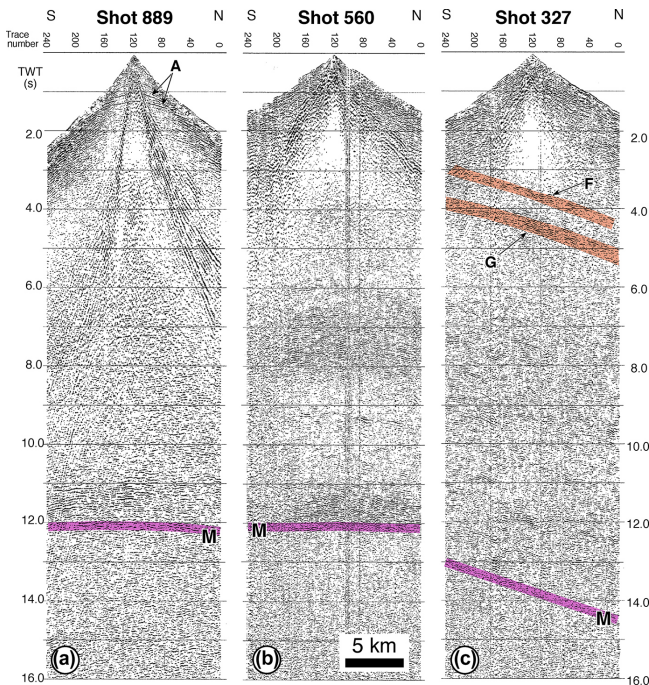 S Shot 889 N S Shot 560 N S Shot 327 N
Trace number
240 200 160 120 80 40 0 240 200 160 120 80 40 0 240 200 160 120 80 40 0
TWT (s)
A
2.0 2.0
F
4.0 4.0
G
6.0 6.0
8.0 8.0
10.0 10.0
12.0 12.0
M M
14.0 14.0
M
5 km
(a) (b) (c)
16.0 16.0